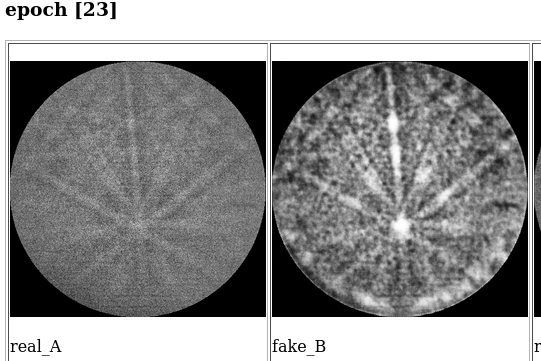 epoch [23]
real_A
fake_B
r